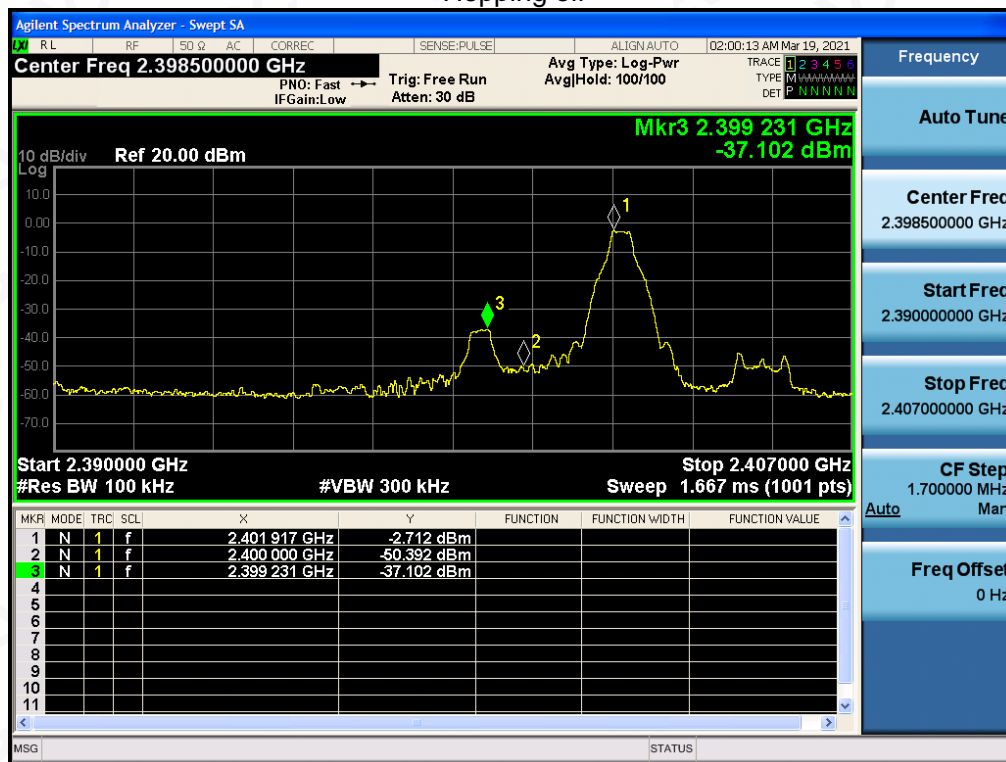 Agilent Spectrum Analyzer - Swept SA
LXI RL RF 50 Ω AC CORREC SENSE:PULSE ALIGN AUTO 02:00:13 AM Mar 19, 2021
Center Freq 2.398500000 GHz
PNO: Fast
IFGain:Low
Trig: Free Run
Atten: 30 dB
Avg Type: Log-Pwr
Avg|Hold: 100/100
TRACE 1 2 3 4 5 6
TYPE M WWWWW
DET P N N N N N
Mkr3 2.399 231 GHz
-37.102 dBm
10 dB/div Ref 20.00 dBm
Log
10.0
0.00
-10.0
-20.0
-30.0
-40.0
-50.0
-60.0
-70.0
1
3
2
Start 2.390000 GHz Stop 2.407000 GHz
#Res BW 100 kHz #VBW 300 kHz Sweep 1.667 ms (1001 pts)
MKR MODE TRC SCL X Y FUNCTION FUNCTION WIDTH FUNCTION VALUE
1 N 1 f 2.401 917 GHz -2.712 dBm
2 N 1 f 2.400 000 GHz -50.392 dBm
3 N 1 f 2.399 231 GHz -37.102 dBm
4
5
6
7
8
9
10
11
MSG STATUS
Frequency
Auto Tune
Center Freq
2.398500000 GHz
Start Freq
2.390000000 GHz
Stop Freq
2.407000000 GHz
CF Step
1.700000 MHz
Auto Man
Freq Offset
0 Hz